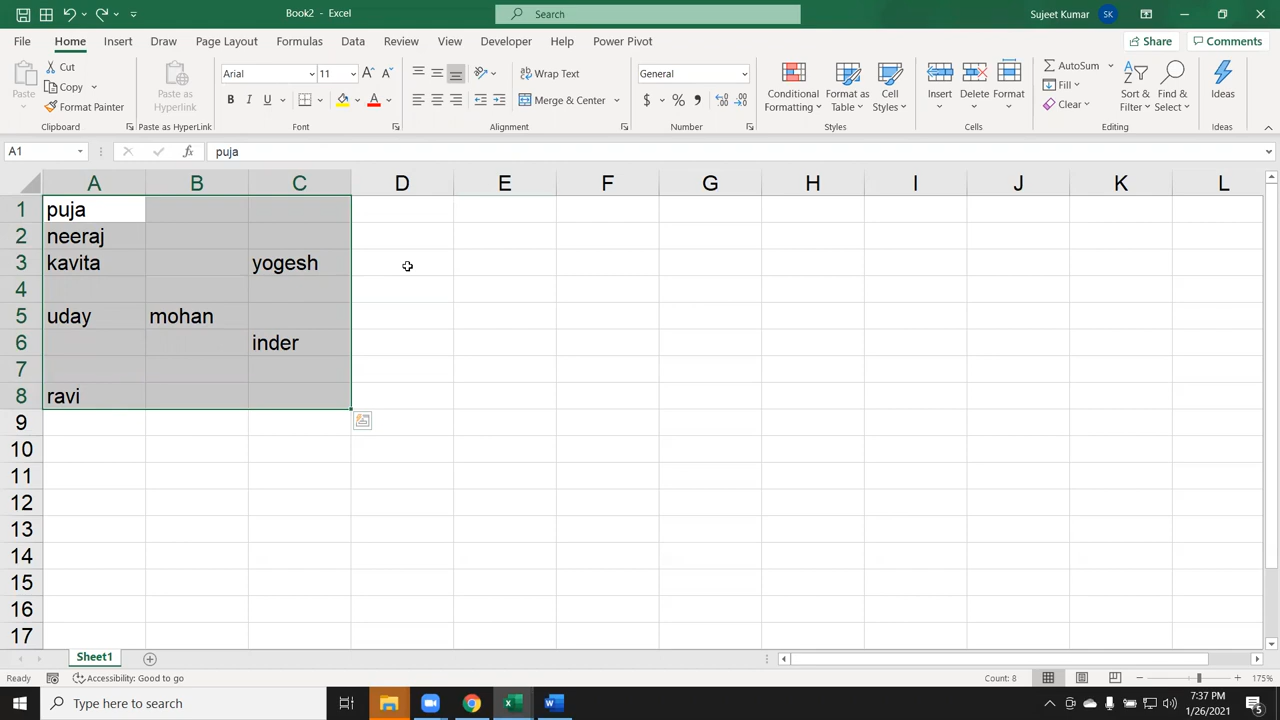 Book2 - Excel
Search
Sujeet Kumar
SK
File Home Insert Draw Page Layout Formulas Data Review View Developer Help Power Pivot
Share
Comments
Paste
Cut
Copy
Format Painter
Clipboard
Paste as
Hyperlink
Paste as HyperLink
Arial
11
B I U
Font
Wrap Text
Merge & Center
Alignment
General
$ %
Number
Conditional
Formatting
Format as
Table
Cell
Styles
Styles
Insert
Delete
Format
Cells
AutoSum
Fill
Clear
Sort &
Filter
Find &
Select
Editing
Ideas
Ideas
A1
fx
puja
A B C D E F G H I J K L
1 puja
2 neeraj
3 kavita yogesh
4
5 uday mohan
6 inder
7
8 ravi
9
10
11
12
13
14
15
16
17
Sheet1
Ready
Accessibility: Good to go
Count: 8
175%
Type here to search
7:37 PM
1/26/2021
5